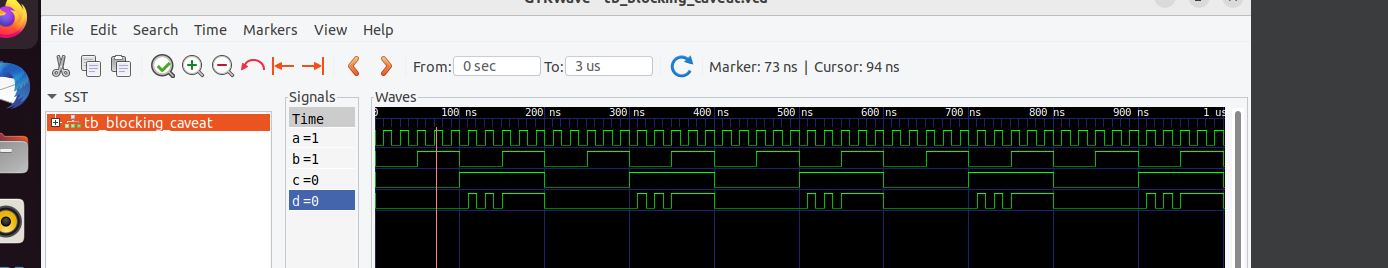 GTKWave - tb_blocking_caveat.vcd
File Edit Search Time Markers View Help
From: 0 sec To: 3 us Marker: 73 ns | Cursor: 94 ns
SST
tb_blocking_caveat
Signals
Time
a =1
b =1
c =0
d =0
Waves
0 100 ns 200 ns 300 ns 400 ns 500 ns 600 ns 700 ns 800 ns 900 ns 1 us